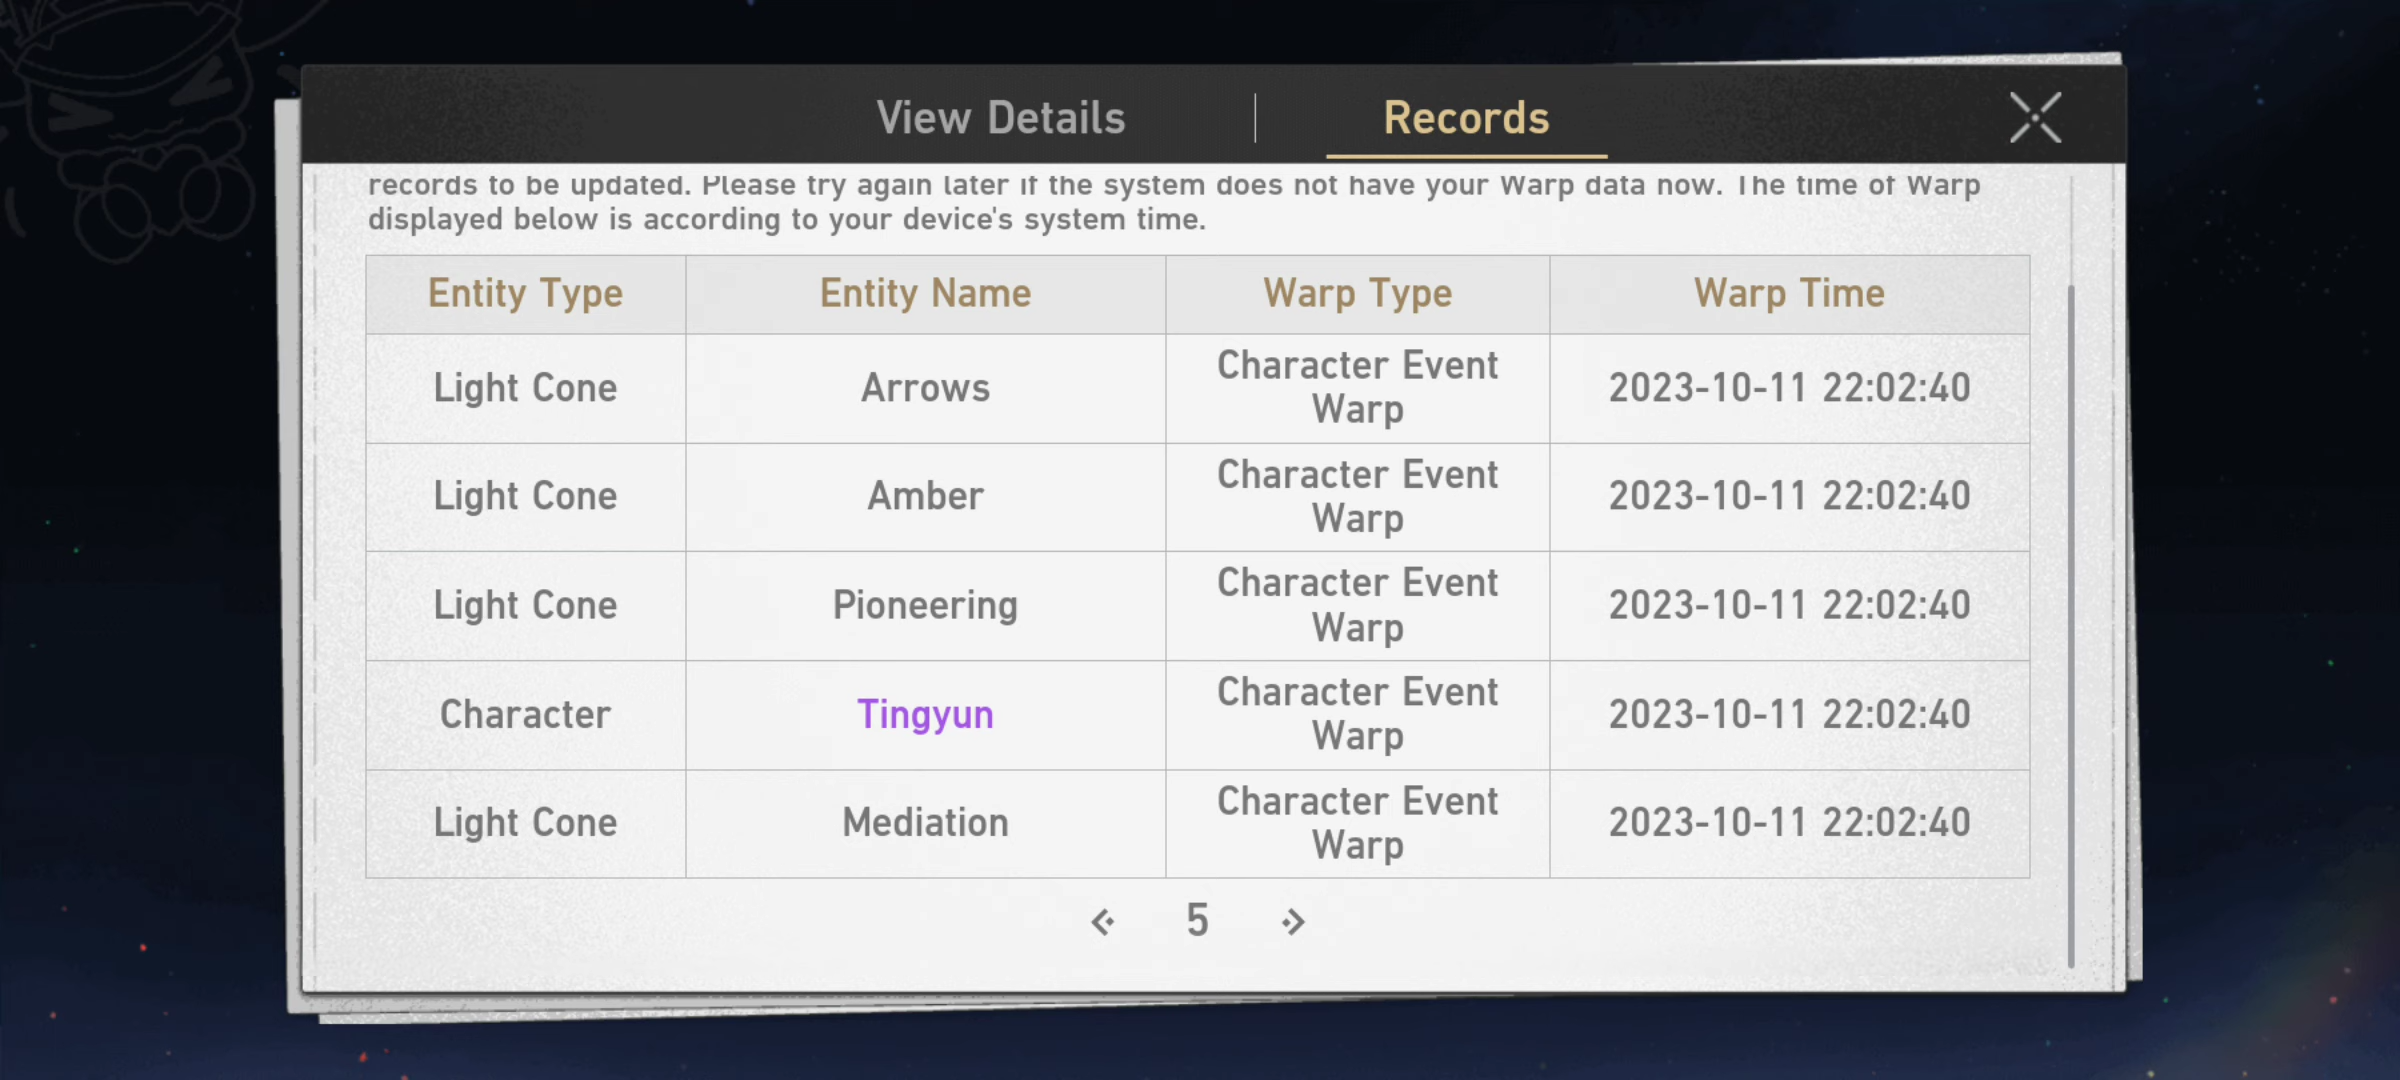 View Details
Records
records to be updated. Please try again later if the system does not have your Warp data now. The time of Warp
displayed below is according to your device's system time.
Entity Type Entity Name Warp Type Warp Time
Light Cone Arrows Character Event Warp 2023-10-11 22:02:40
Light Cone Amber Character Event Warp 2023-10-11 22:02:40
Light Cone Pioneering Character Event Warp 2023-10-11 22:02:40
Character Tingyun Character Event Warp 2023-10-11 22:02:40
Light Cone Mediation Character Event Warp 2023-10-11 22:02:40
5